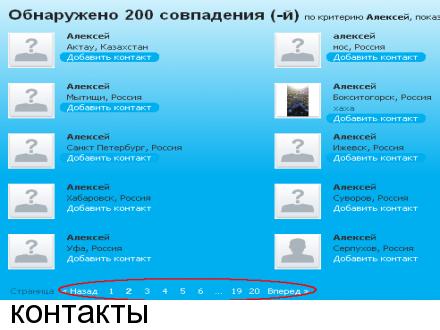 Обнаружено 200 совпадения (-й) по критерию Алексей, показ
Алексей
Актау, Казахстан
Добавить контакт
алексей
нос, Россия
Добавить контакт
Алексей
Мытищи, Россия
Добавить контакт
Алексей
Бокситогорск, Россия
хаха
Добавить контакт
Алексей
Санкт Петербург, Россия
Добавить контакт
Алексей
Ижевск, Россия
Добавить контакт
Алексей
Хабаровск, Россия
Добавить контакт
Алексей
Суворов, Россия
Добавить контакт
Алексей
Уфа, Россия
Добавить контакт
Алексей
Серпухов, Россия
Добавить контакт
Страница « Назад 1 2 3 4 5 6 ... 19 20 Вперед »
контакты